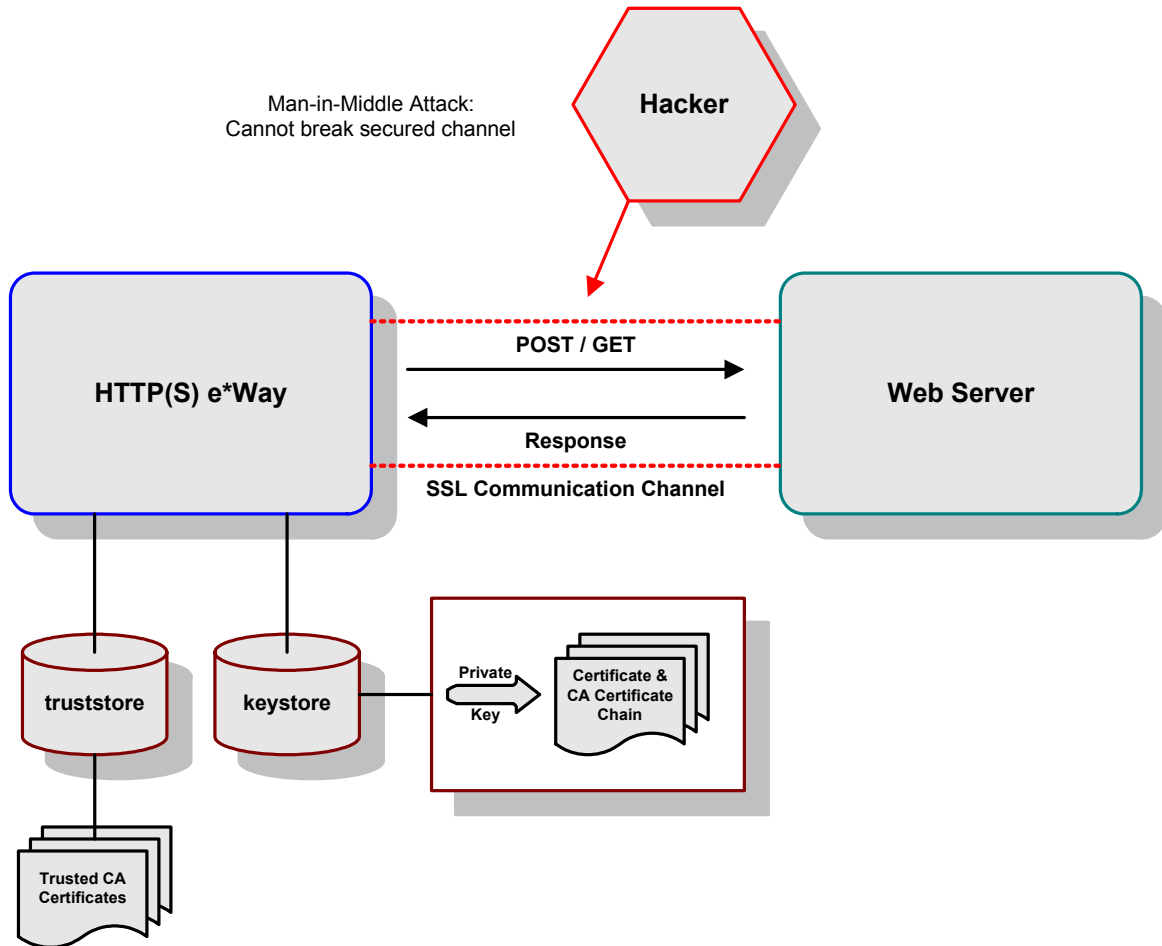 Hacker
Man-in-Middle Attack:
Cannot break secured channel
HTTP(S) e*Way
POST / GET
Response
SSL Communication Channel
Web Server
truststore
keystore
Private
Key
Certificate &
CA Certificate
Chain
Trusted CA
Certificates